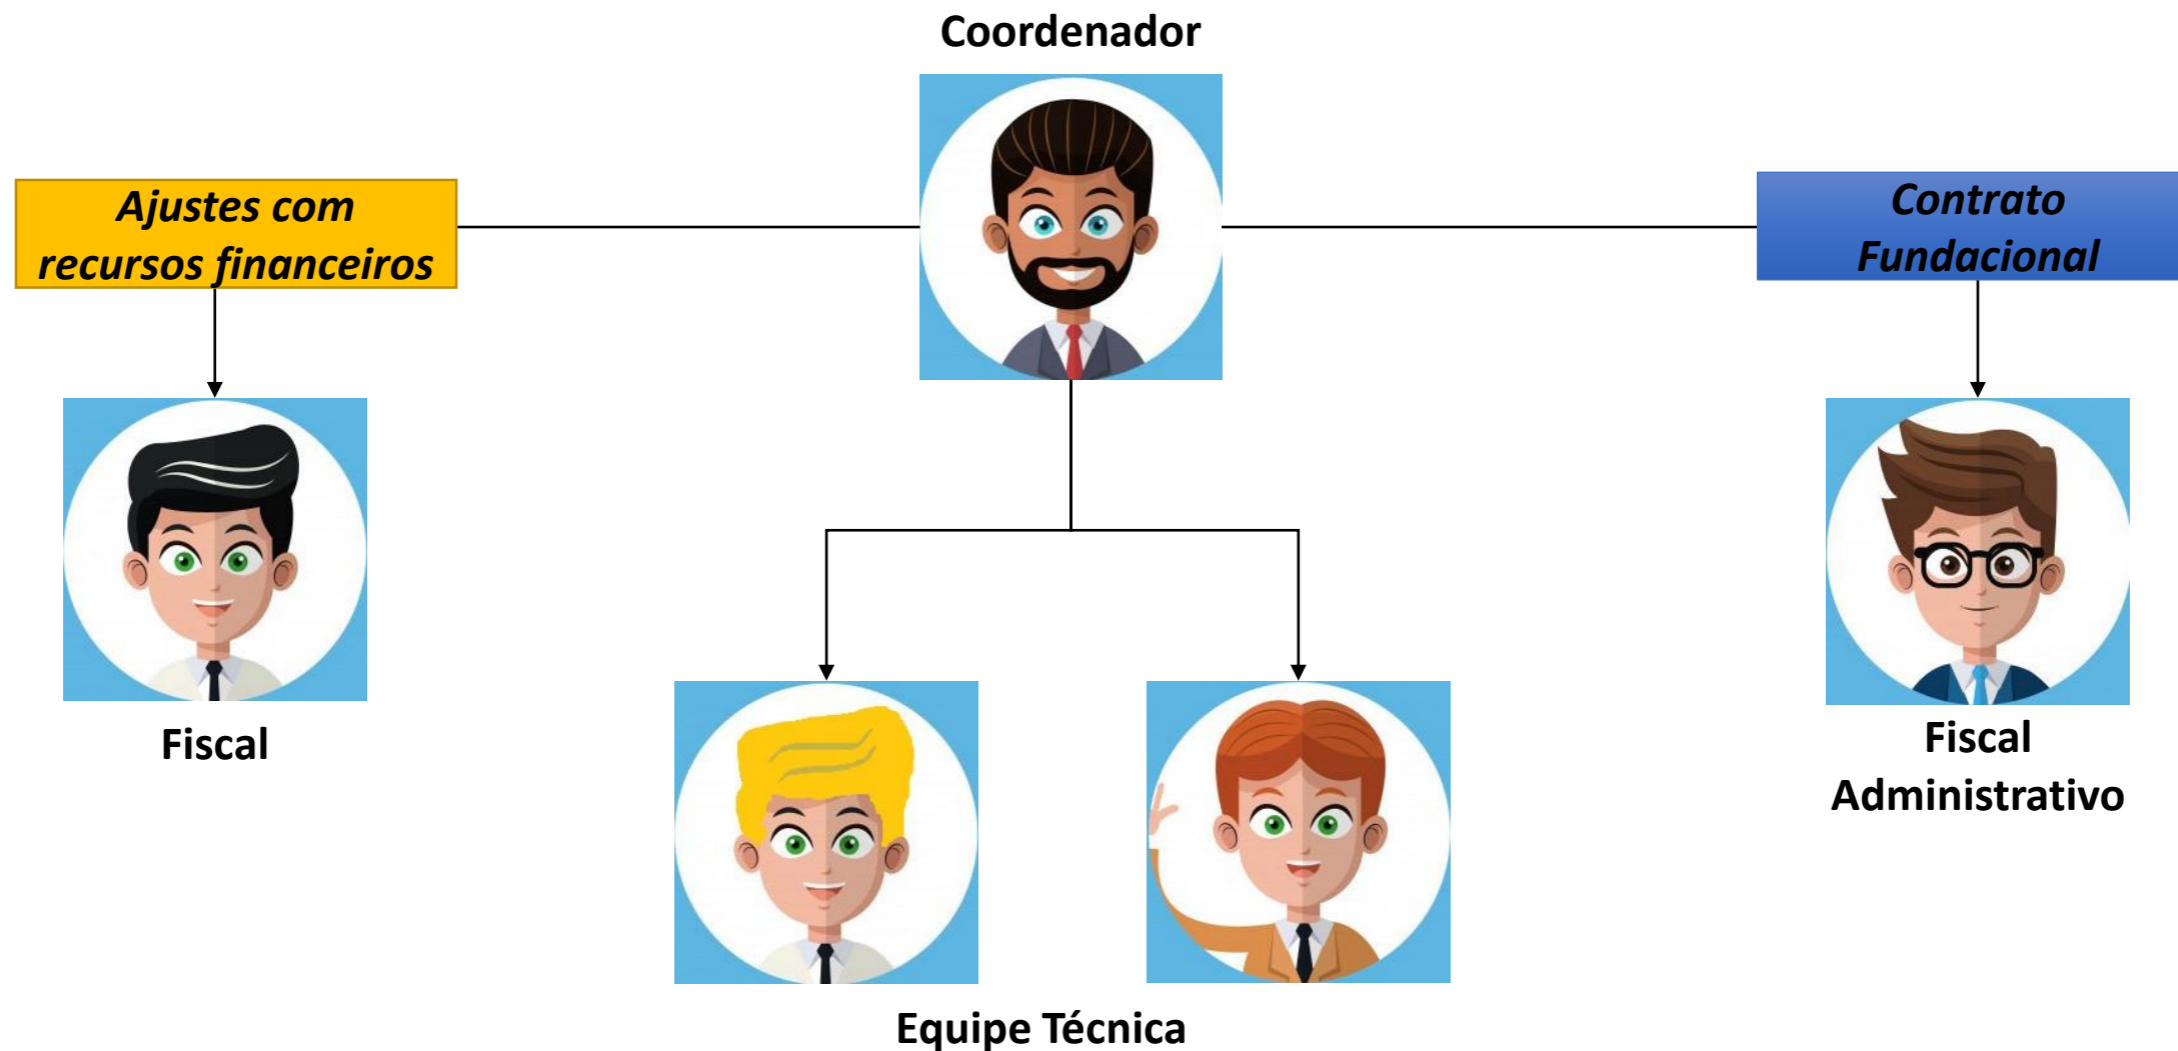 Coordenador
Ajustes com
recursos financeiros
Contrato
Fundacional
Fiscal
Fiscal
Administrativo
Equipe Técnica